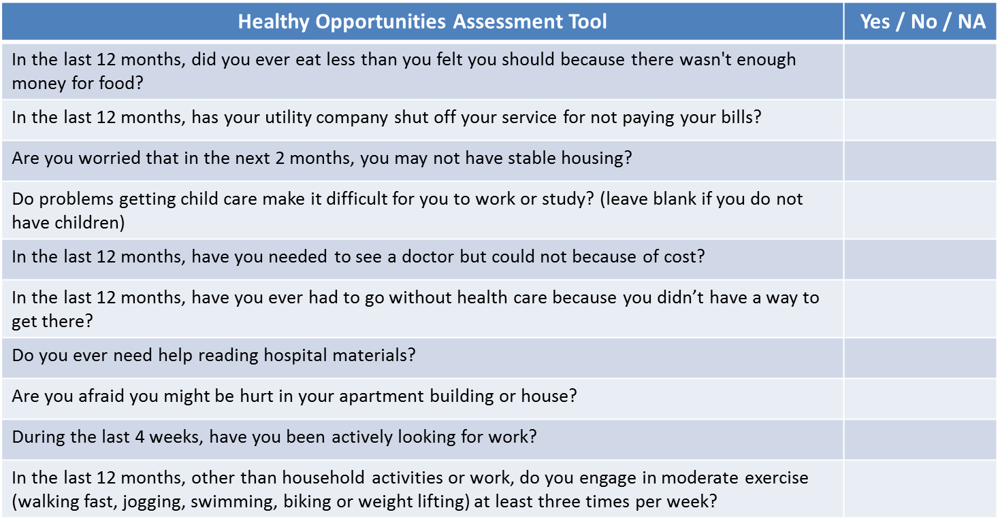 Healthy Opportunities Assessment Tool Yes / No / NA
In the last 12 months, did you ever eat less than you felt you should because there wasn't enough
money for food?
In the last 12 months, has your utility company shut off your service for not paying your bills?
Are you worried that in the next 2 months, you may not have stable housing?
Do problems getting child care make it difficult for you to work or study? (leave blank if you do not
have children)
In the last 12 months, have you needed to see a doctor but could not because of cost?
In the last 12 months, have you ever had to go without health care because you didn’t have a way to
get there?
Do you ever need help reading hospital materials?
Are you afraid you might be hurt in your apartment building or house?
During the last 4 weeks, have you been actively looking for work?
In the last 12 months, other than household activities or work, do you engage in moderate exercise
(walking fast, jogging, swimming, biking or weight lifting) at least three times per week?